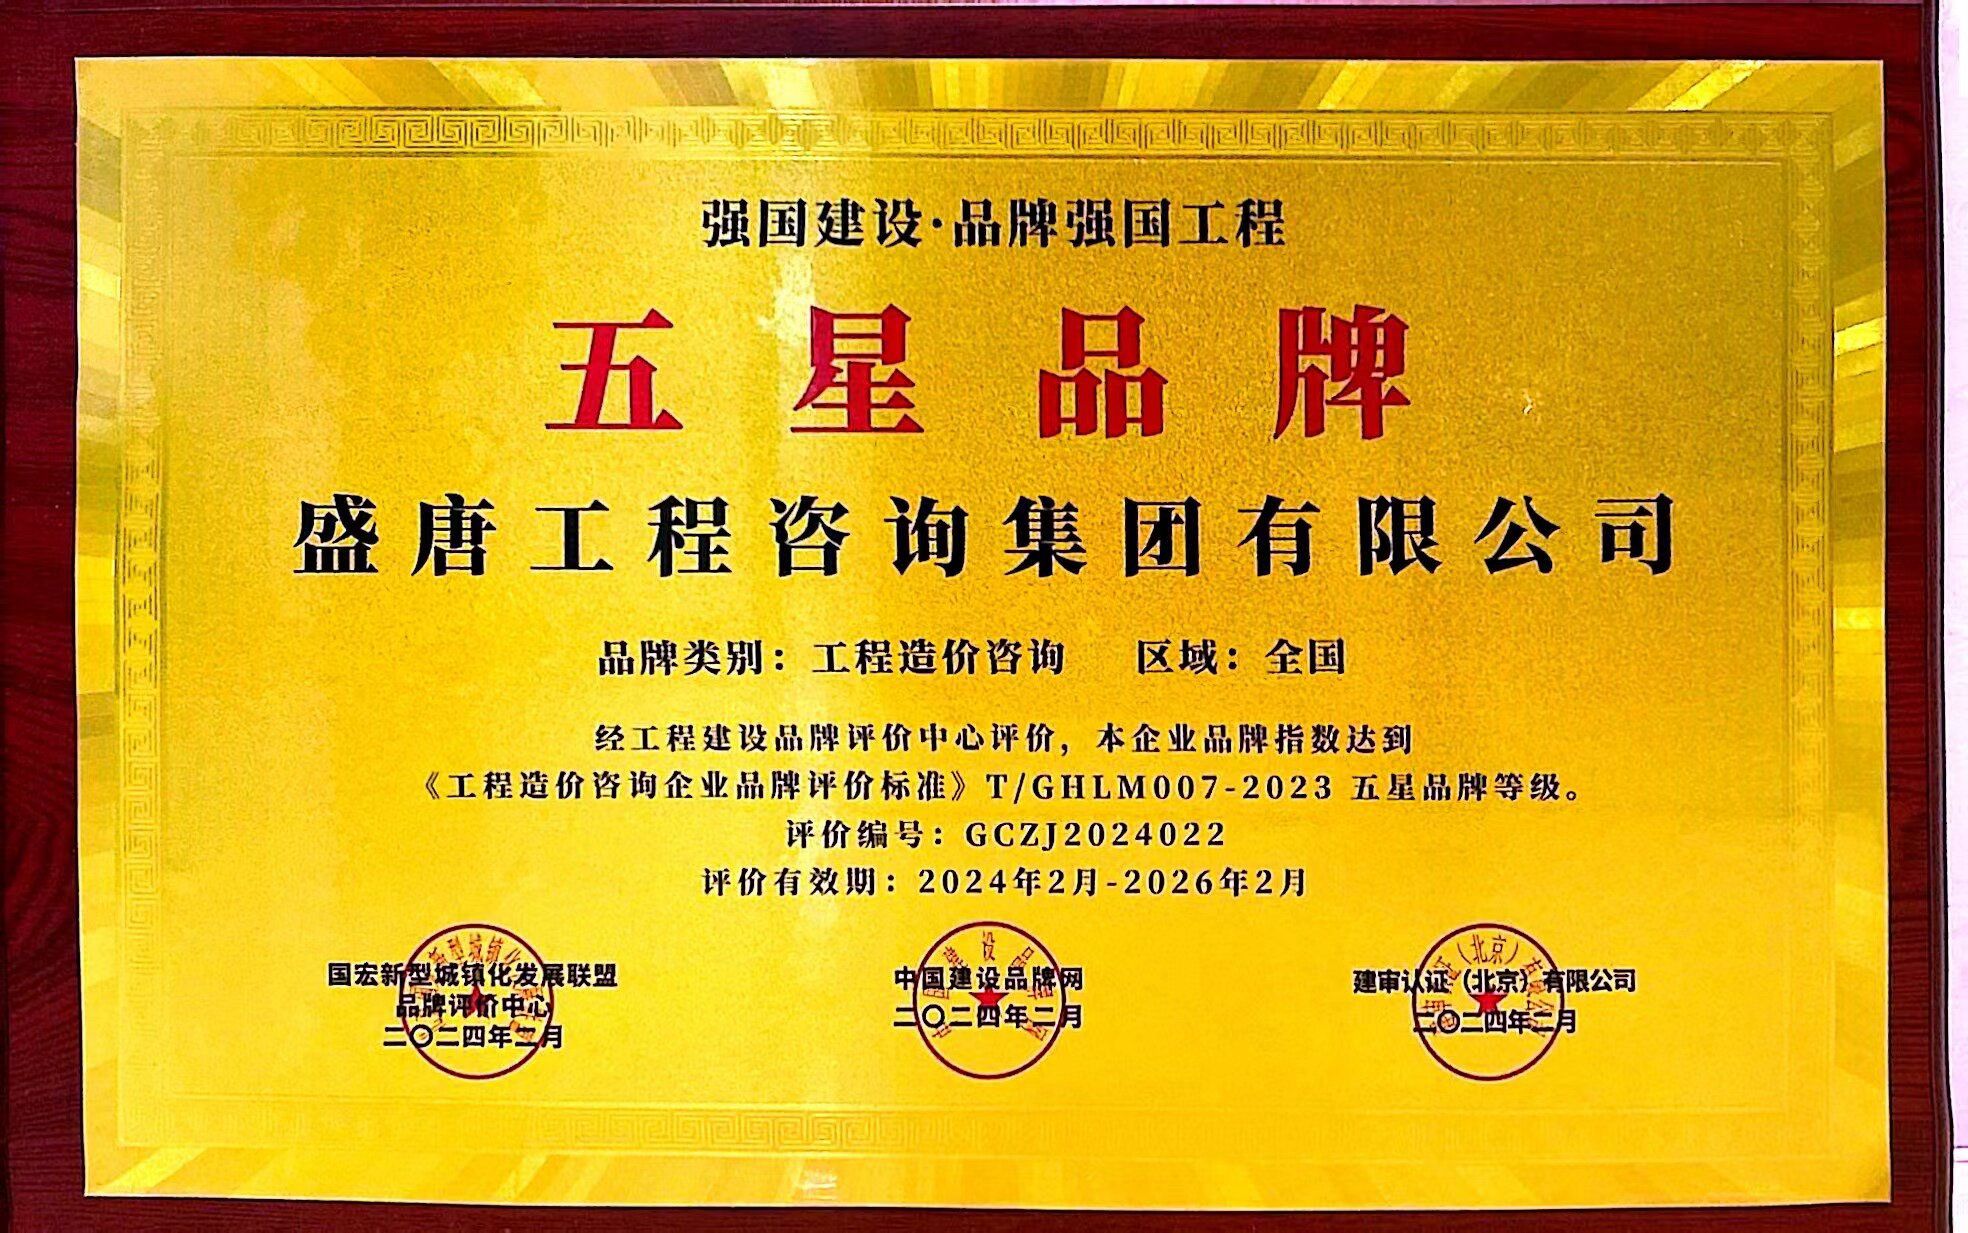 强国建设·品牌强国工程
五星品牌
盛唐工程咨询集团有限公司
品牌类别：工程造价咨询 区域：全国
经工程建设品牌评价中心评价，本企业品牌指数达到
《工程造价咨询企业品牌评价标准》T/GHLM007-2023 五星品牌等级。
评价编号：GCZJ2024022
评价有效期：2024年2月-2026年2月
国宏新型城镇化发展联盟
品牌评价中心
二〇二四年二月
中国建设品牌网
二〇二四年二月
建审认证（北京）有限公司
二〇二四年二月